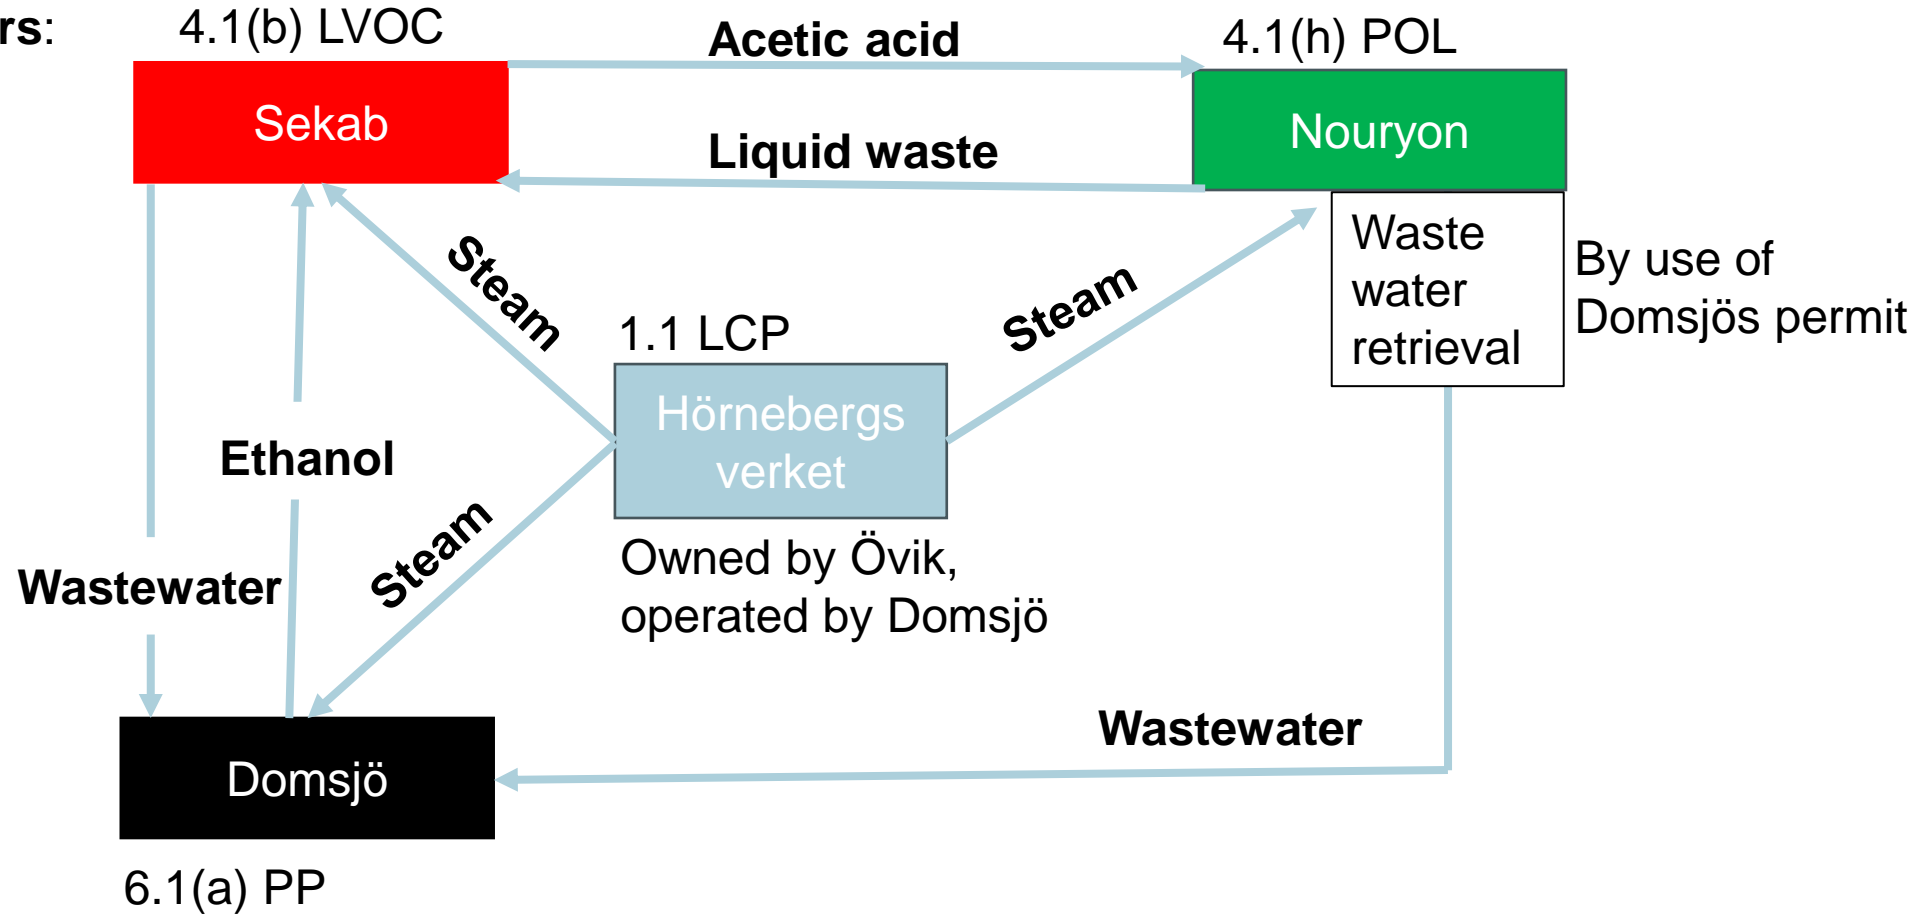 rs:
4.1(b) LVOC
Acetic acid
4.1(h) POL
Sekab
Nouryon
Liquid waste
Waste
water
retrieval
By use of
Domsjös permit
Steam
Steam
1.1 LCP
Hörnebergs
verket
Ethanol
Steam
Owned by Övik,
operated by Domsjö
Wastewater
Wastewater
Domsjö
6.1(a) PP